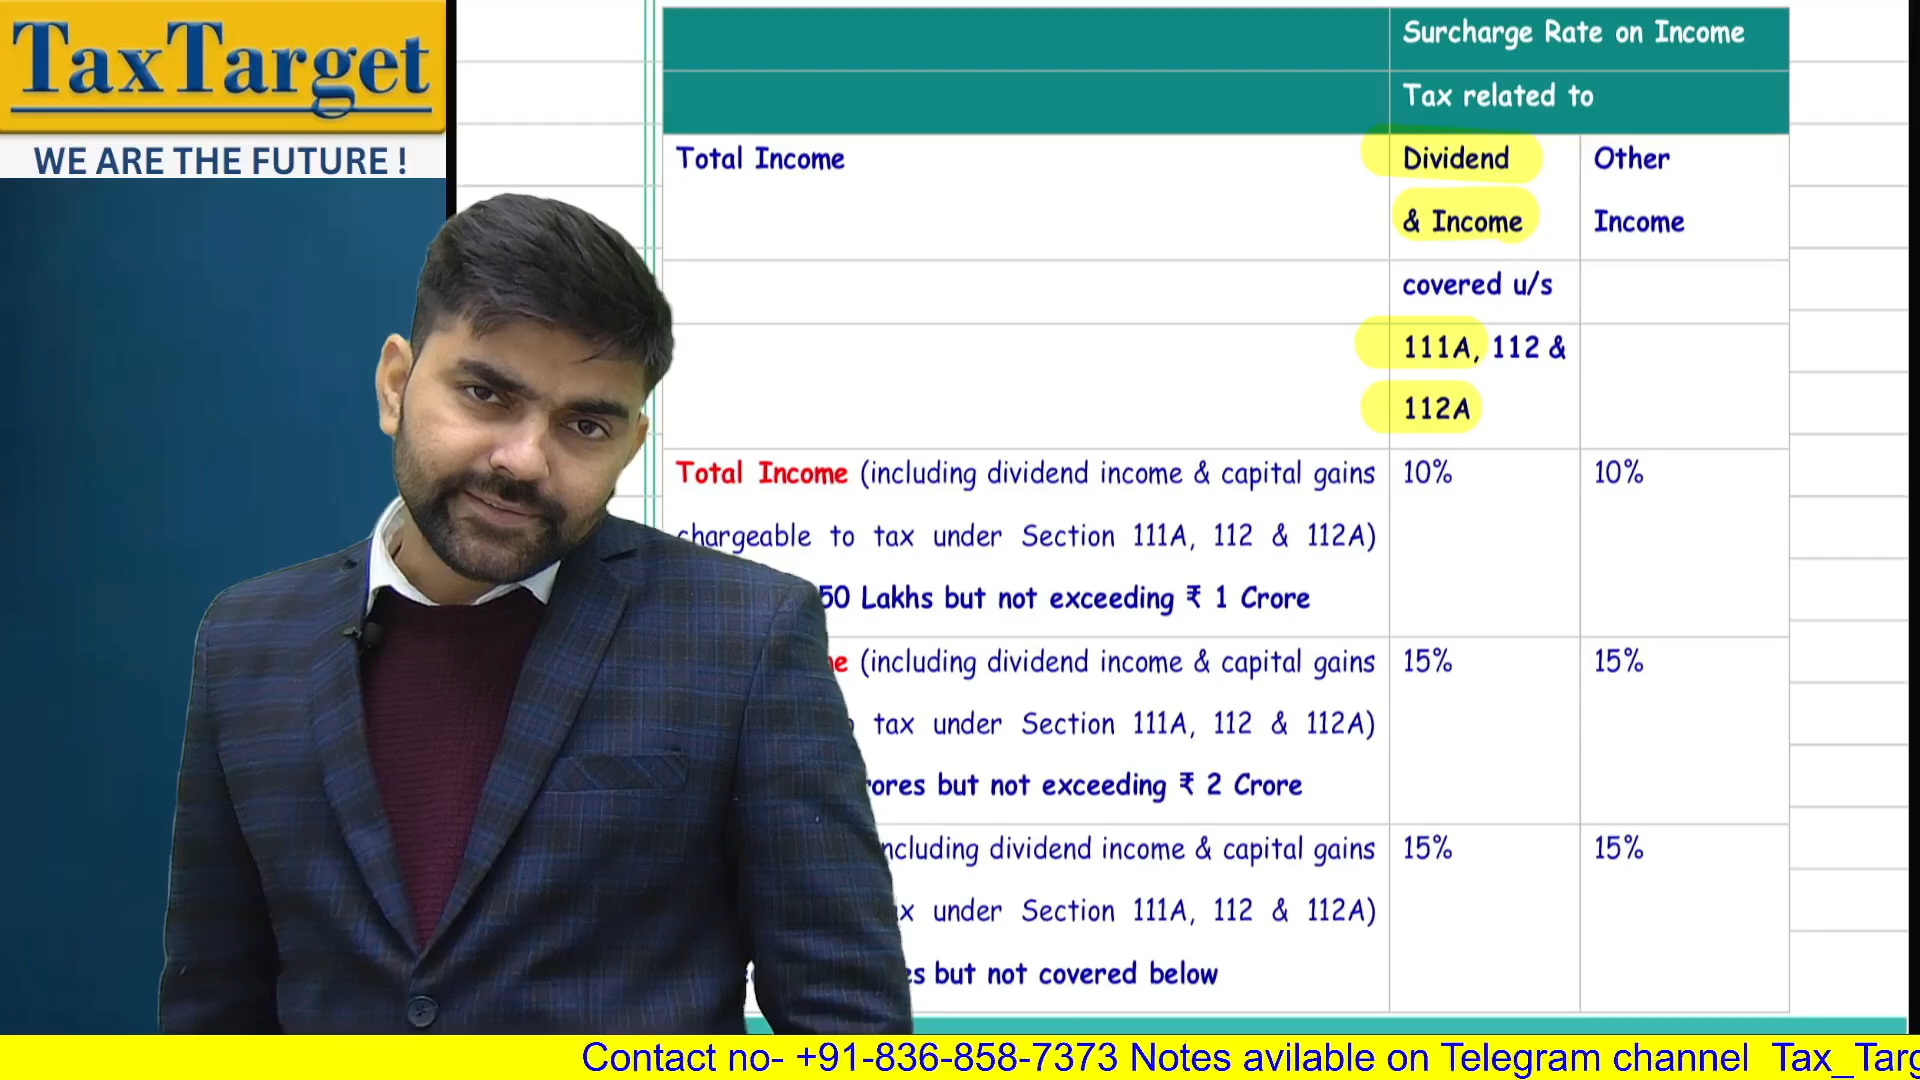 TaxTarget
WE ARE THE FUTURE !
Surcharge Rate on Income
Tax related to
Total Income
Dividend
& Income
covered u/s
111A, 112 &
112A
Other
Income
Total Income (including dividend income & capital gains
chargeable to tax under Section 111A, 112 & 112A)
50 Lakhs but not exceeding ₹ 1 Crore
10%
10%
(including dividend income & capital gains
tax under Section 111A, 112 & 112A)
but not exceeding ₹ 2 Crore
15%
15%
dividend income & capital gains
under Section 111A, 112 & 112A)
but not covered below
15%
15%
Contact no- +91-836-858-7373 Notes avilable on Telegram channel